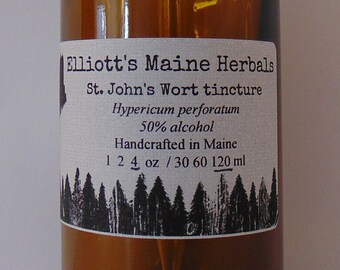 Elliott's Maine Herbals
St. John's Wort tincture
Hypericum perforatum
50% alcohol
Handcrafted in Maine
1 2 4 oz / 30 60 120 ml